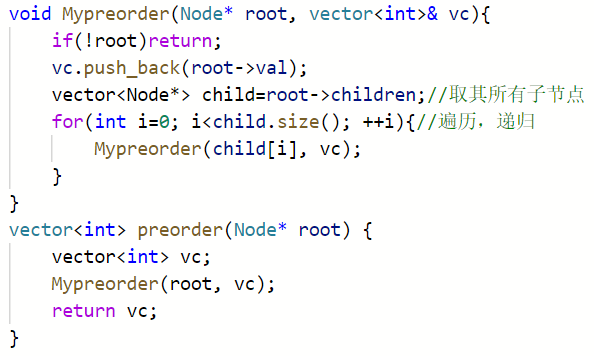 void Mypreorder(Node* root, vector<int>& vc){
    if(!root)return;
    vc.push_back(root->val);
    vector<Node*> child=root->children;//取其所有子节点
    for(int i=0; i<child.size(); ++i){//遍历，递归
        Mypreorder(child[i], vc);
    }
}
vector<int> preorder(Node* root) {
    vector<int> vc;
    Mypreorder(root, vc);
    return vc;
}